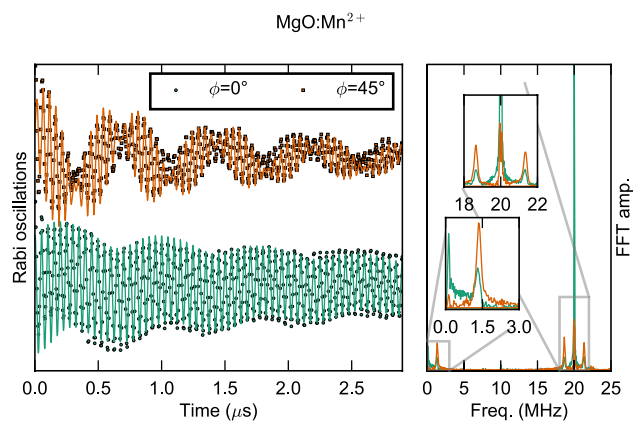 MgO:Mn²⁺
ϕ=0° ϕ=45°
Rabi oscillations
0.0 0.5 1.0 1.5 2.0 2.5
Time (μs)
18 20 22
0.0 1.5 3.0
0 5 10 15 20 25
Freq. (MHz)
FFT amp.